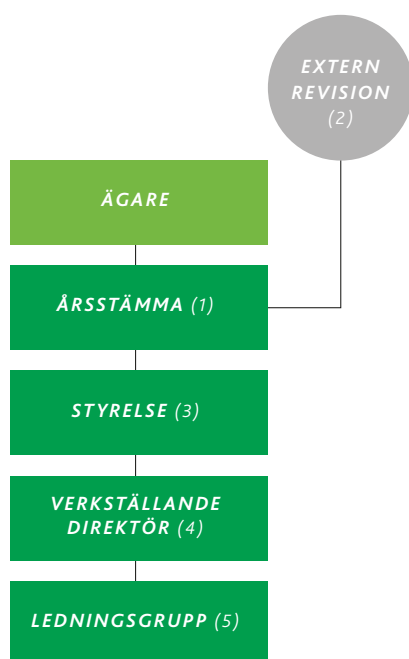 EXTERN
REVISION
(2)
ÄGARE
ÅRSSTÄMMA (1)
STYRELSE (3)
VERKSTÄLLANDE
DIREKTÖR (4)
LEDNINGSGRUPP (5)